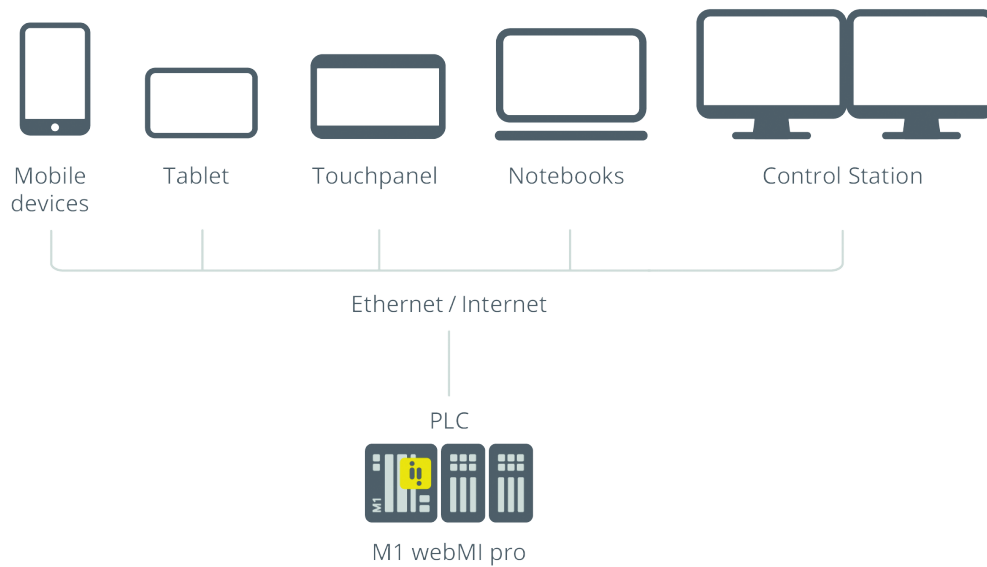 Mobile
devices
Tablet
Touchpanel
Notebooks
Control Station
Ethernet / Internet
PLC
M1
M1 webMI pro